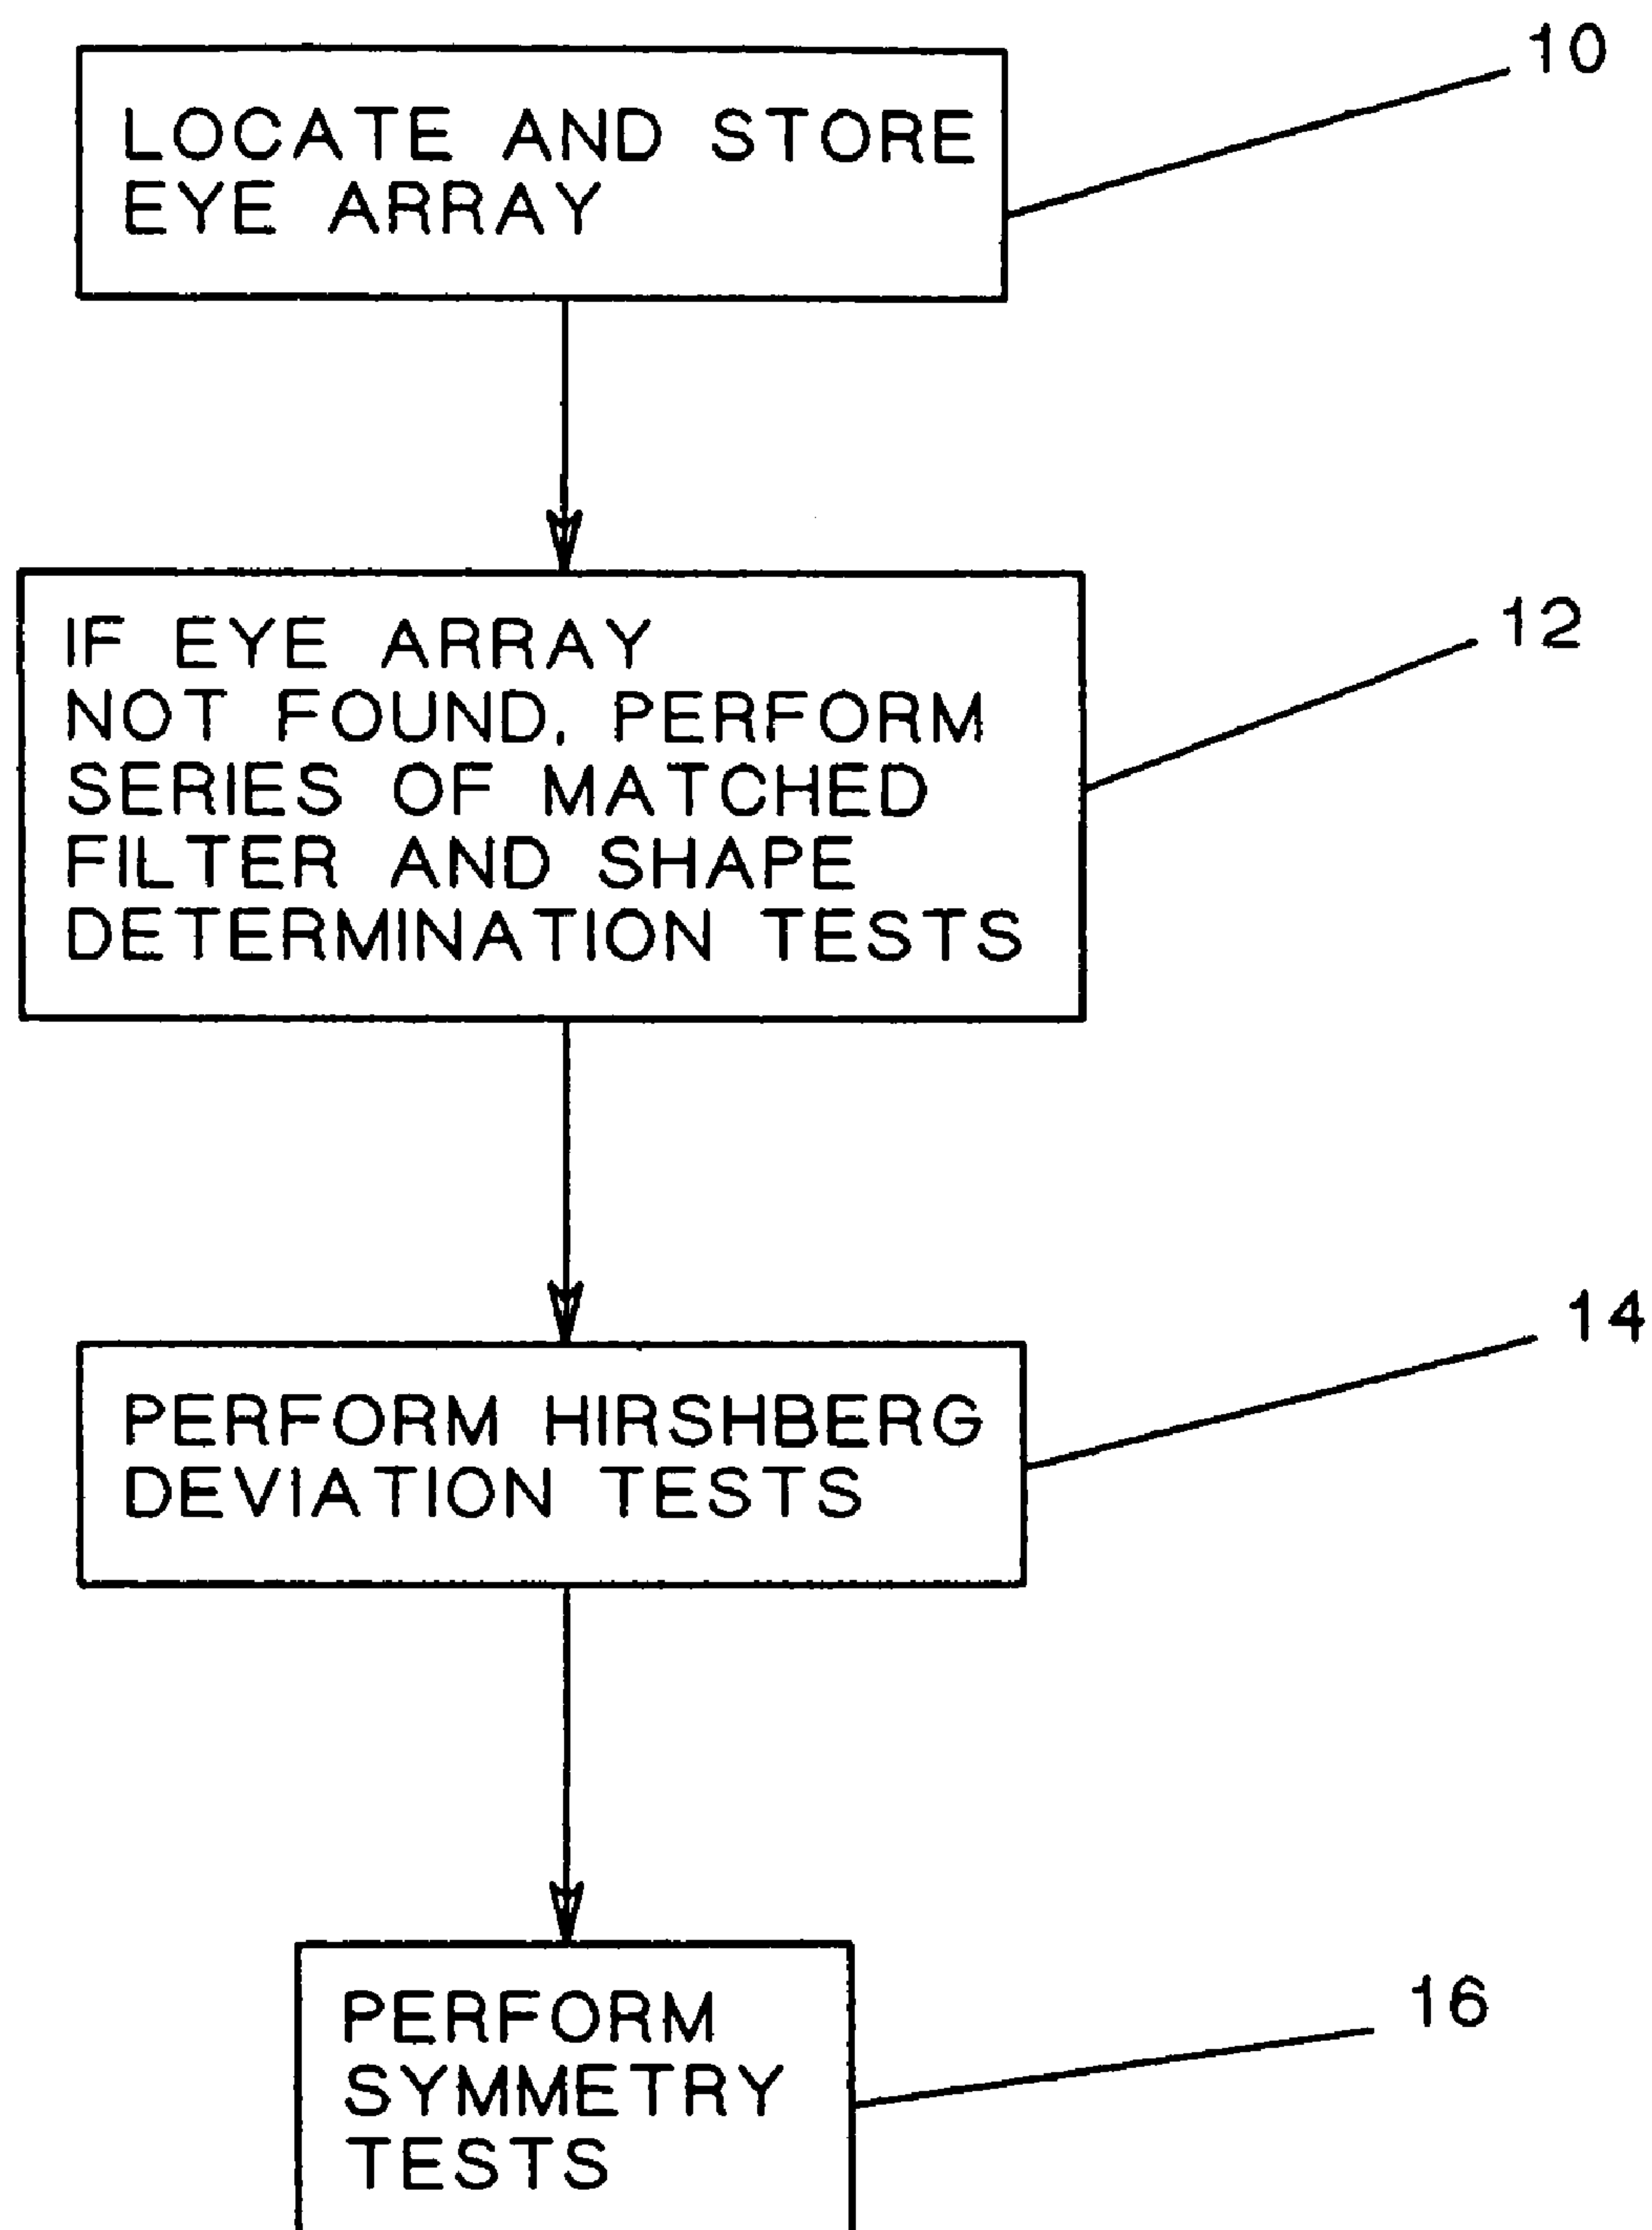 10
LOCATE AND STORE
EYE ARRAY
12
IF EYE ARRAY
NOT FOUND, PERFORM
SERIES OF MATCHED
FILTER AND SHAPE
DETERMINATION TESTS
14
PERFORM HIRSHBERG
DEVIATION TESTS
16
PERFORM
SYMMETRY
TESTS